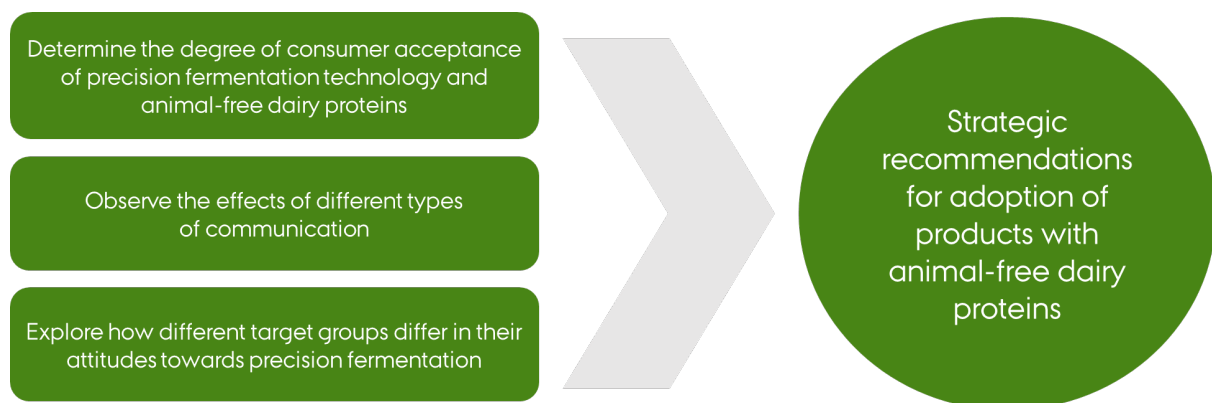 Determine the degree of consumer acceptance
of precision fermentation technology and
animal-free dairy proteins
Observe the effects of different types
of communication
Explore how different target groups differ in their
attitudes towards precision fermentation
Strategic
recommendations
for adoption of
products with
animal-free dairy
proteins